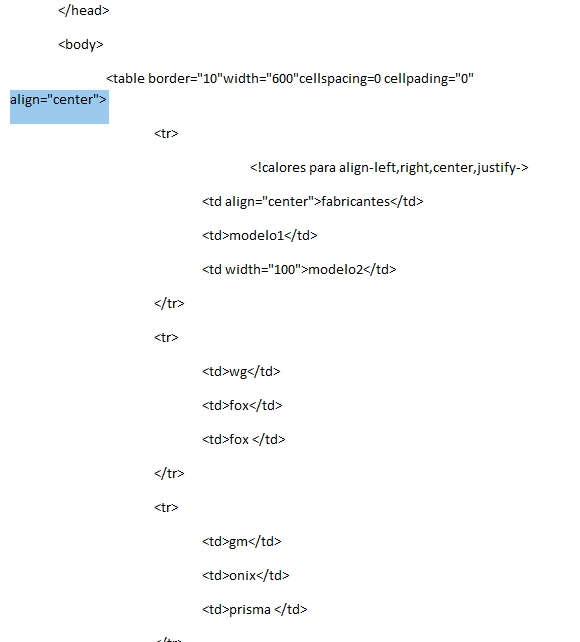 </head>
<body>
<table border="10"width="600"cellspacing=0 cellpading="0"
align="center">
<tr>
<!calores para align-left,right,center,justify->
<td align="center">fabricantes</td>
<td>modelo1</td>
<td width="100">modelo2</td>
</tr>
<tr>
<td>wg</td>
<td>fox</td>
<td>fox </td>
</tr>
<tr>
<td>gm</td>
<td>onix</td>
<td>prisma </td>